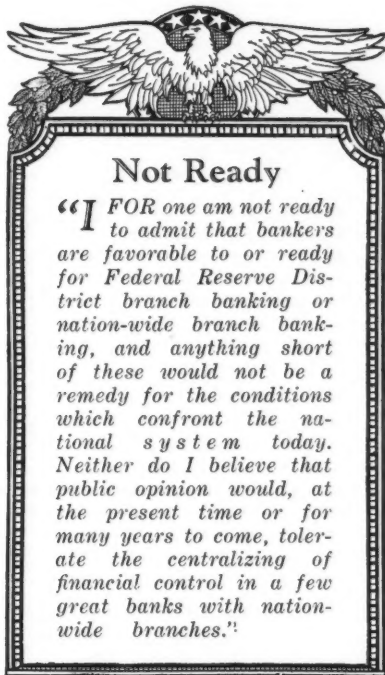 Not Ready
“I FOR one am not ready
to admit that bankers
are favorable to or ready
for Federal Reserve Dis-
trict branch banking or
nation-wide branch bank-
ing, and anything short
of these would not be a
remedy for the conditions
which confront the na-
tional system today.
Neither do I believe that
public opinion would, at
the present time or for
many years to come, toler-
ate the centralizing of
financial control in a few
great banks with nation-
wide branches.”